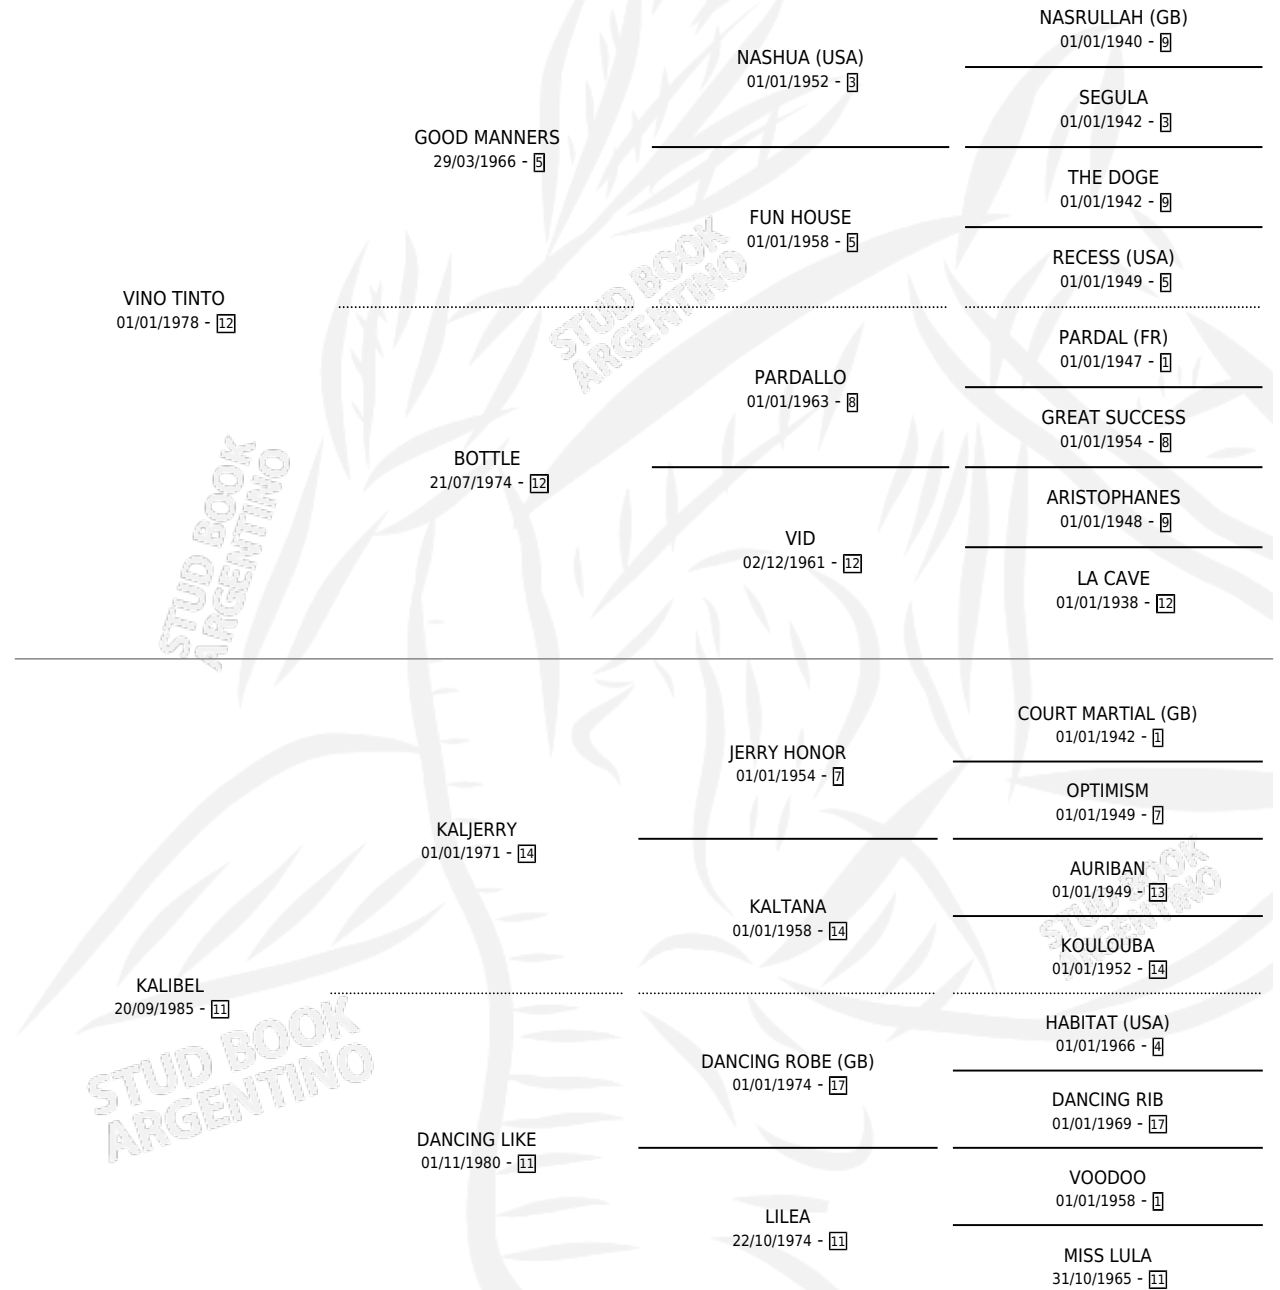 NASRULLAH (GB)
01/01/1940 - 9
NASHUA (USA)
01/01/1952 - 3
SEGULA
01/01/1942 - 3
GOOD MANNERS
29/03/1966 - 5
THE DOGE
01/01/1942 - 9
FUN HOUSE
01/01/1958 - 5
RECESS (USA)
01/01/1949 - 5
VINO TINTO
01/01/1978 - 12
PARDAL (FR)
01/01/1947 - 1
PARDALLO
01/01/1963 - 8
GREAT SUCCESS
01/01/1954 - 8
BOTTLE
21/07/1974 - 12
ARISTOPHANES
01/01/1948 - 9
VID
02/12/1961 - 12
LA CAVE
01/01/1938 - 12
COURT MARTIAL (GB)
01/01/1942 - 1
JERRY HONOR
01/01/1954 - 7
OPTIMISM
01/01/1949 - 7
KALJERRY
01/01/1971 - 14
AURIBAN
01/01/1949 - 13
KALTANA
01/01/1958 - 14
KOULOUBA
01/01/1952 - 14
KALIBEL
20/09/1985 - 11
HABITAT (USA)
01/01/1966 - 4
DANCING ROBE (GB)
01/01/1974 - 17
DANCING RIB
01/01/1969 - 17
DANCING LIKE
01/11/1980 - 11
VOODOO
01/01/1958 - 1
LILEA
22/10/1974 - 11
MISS LULA
31/10/1965 - 11
STUD BOOK
ARGENTINO
STUD BOOK
ARGENTINO
STUD BOOK
ARGENTINO
STUD BOOK
ARGENTINO